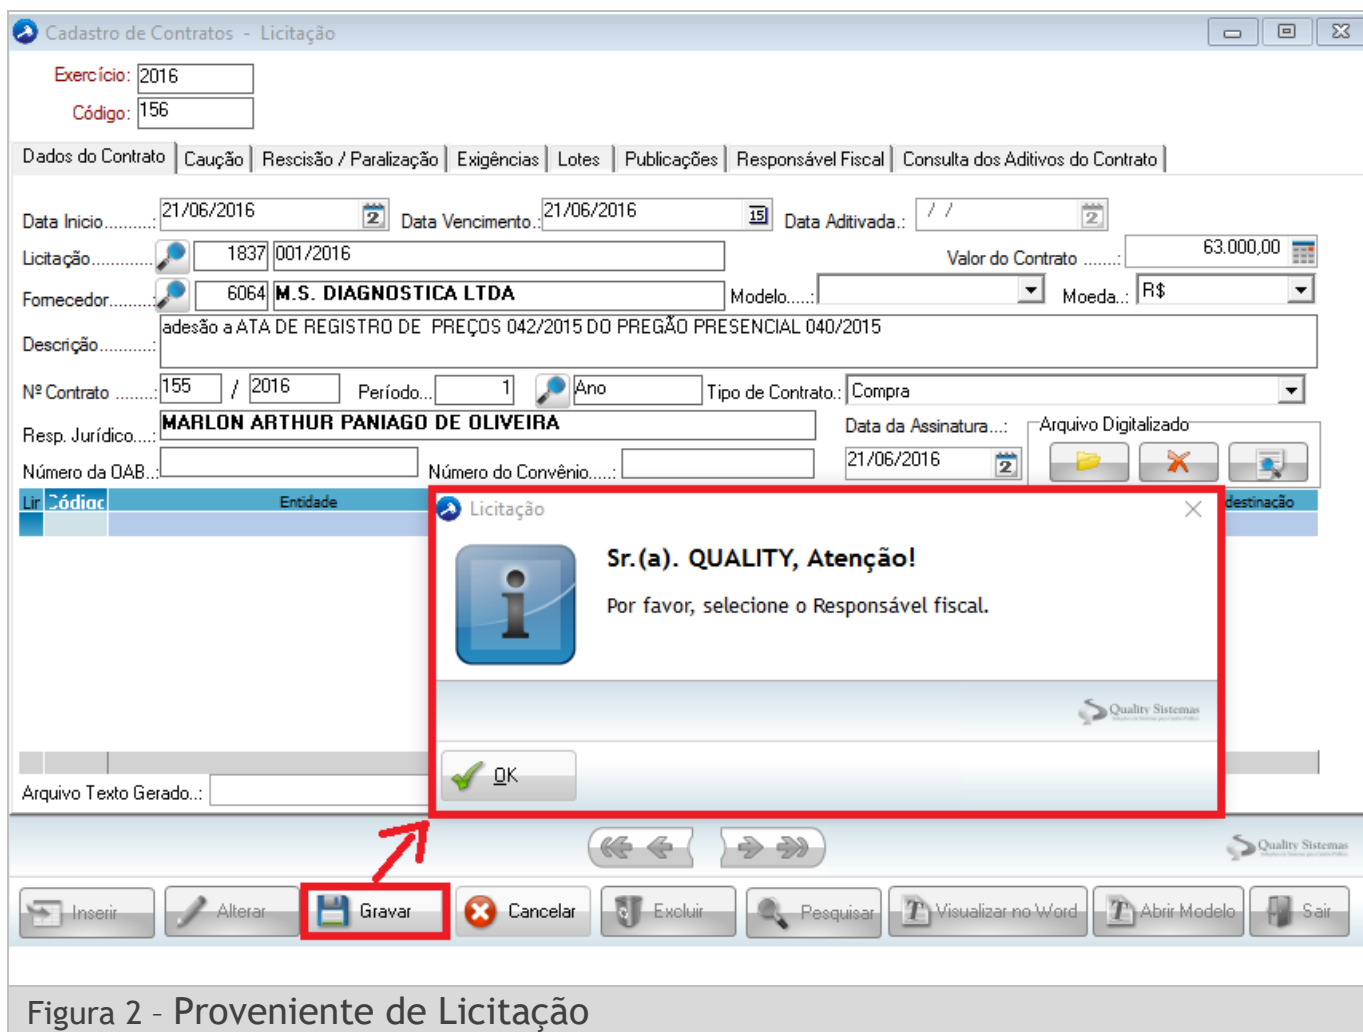 Cadastro de Contratos - Licitação
Exercício: 2016
Código: 156
Dados do Contrato Caução Rescisão / Paralização Exigências Lotes Publicações Responsável Fiscal Consulta dos Aditivos do Contrato
Data Inicio..........: 21/06/2016 2 Data Vencimento.: 21/06/2016 15 Data Aditivada.: / / 2
Licitação............. 1837 001/2016 Valor do Contrato .......: 63.000,00
Fornecedor.........: 6064 M.S. DIAGNOSTICA LTDA Modelo.....: Moeda..: R$
Descrição...........: adesão a ATA DE REGISTRO DE PREÇOS 042/2015 DO PREGÃO PRESENCIAL 040/2015
Nº Contrato ........: 155 / 2016 Período... 1 Ano Tipo de Contrato.: Compra
Resp. Jurídico....: MARLON ARTHUR PANIAGO DE OLIVEIRA Data da Assinatura...: Arquivo Digitalizado
Número da OAB..: Número do Convênio.....: 21/06/2016 2
Lir Códiac Entidade destinação
Licitação
Sr.(a). QUALITY, Atenção!
Por favor, selecione o Responsável fiscal.
Quality Sistemas
OK
Arquivo Texto Gerado..:
Quality Sistemas
Inserir Alterar Gravar Cancelar Excluir Pesquisar Visualizar no Word Abrir Modelo Sair
Figura 2 – Proveniente de Licitação